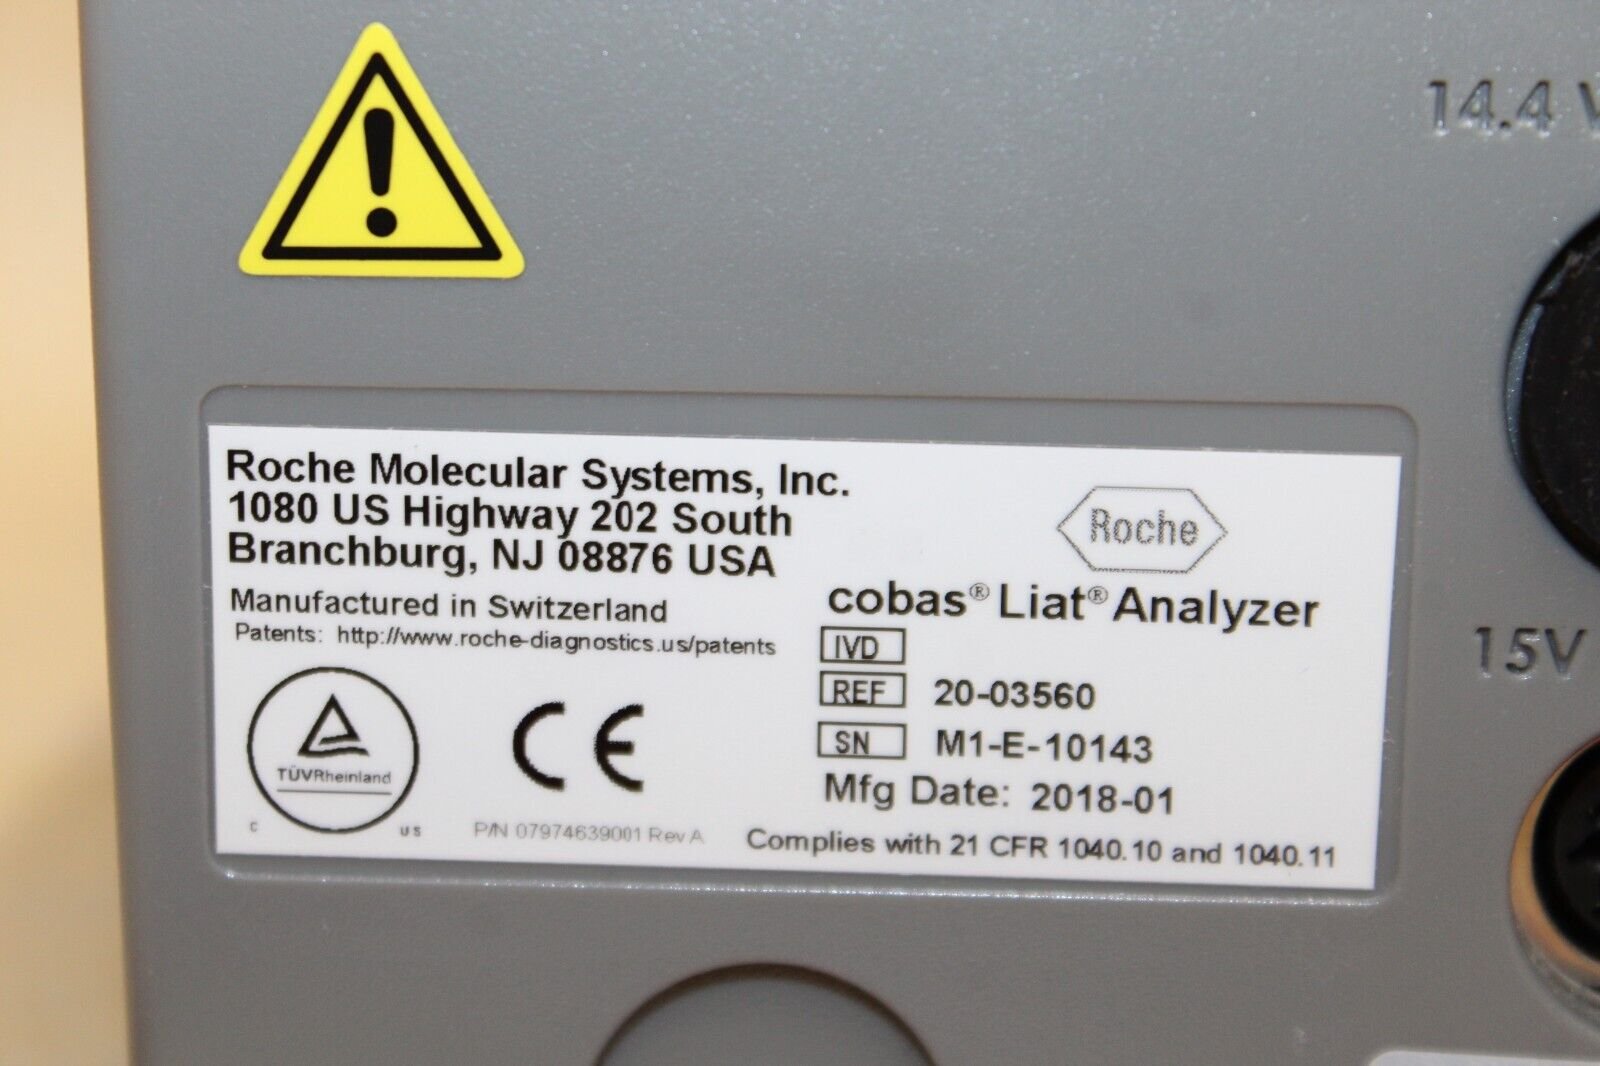 14.4 V
Roche Molecular Systems, Inc.
1080 US Highway 202 South
Branchburg, NJ 08876 USA
Manufactured in Switzerland
Patents: http://www.roche-diagnostics.us/patents
Roche
cobas® Liat® Analyzer
IVD
REF 20-03560
SN M1-E-10143
Mfg Date: 2018-01
15V
TÜVRheinland
C US
CE
P/N 07974639001 Rev A
Complies with 21 CFR 1040.10 and 1040.11